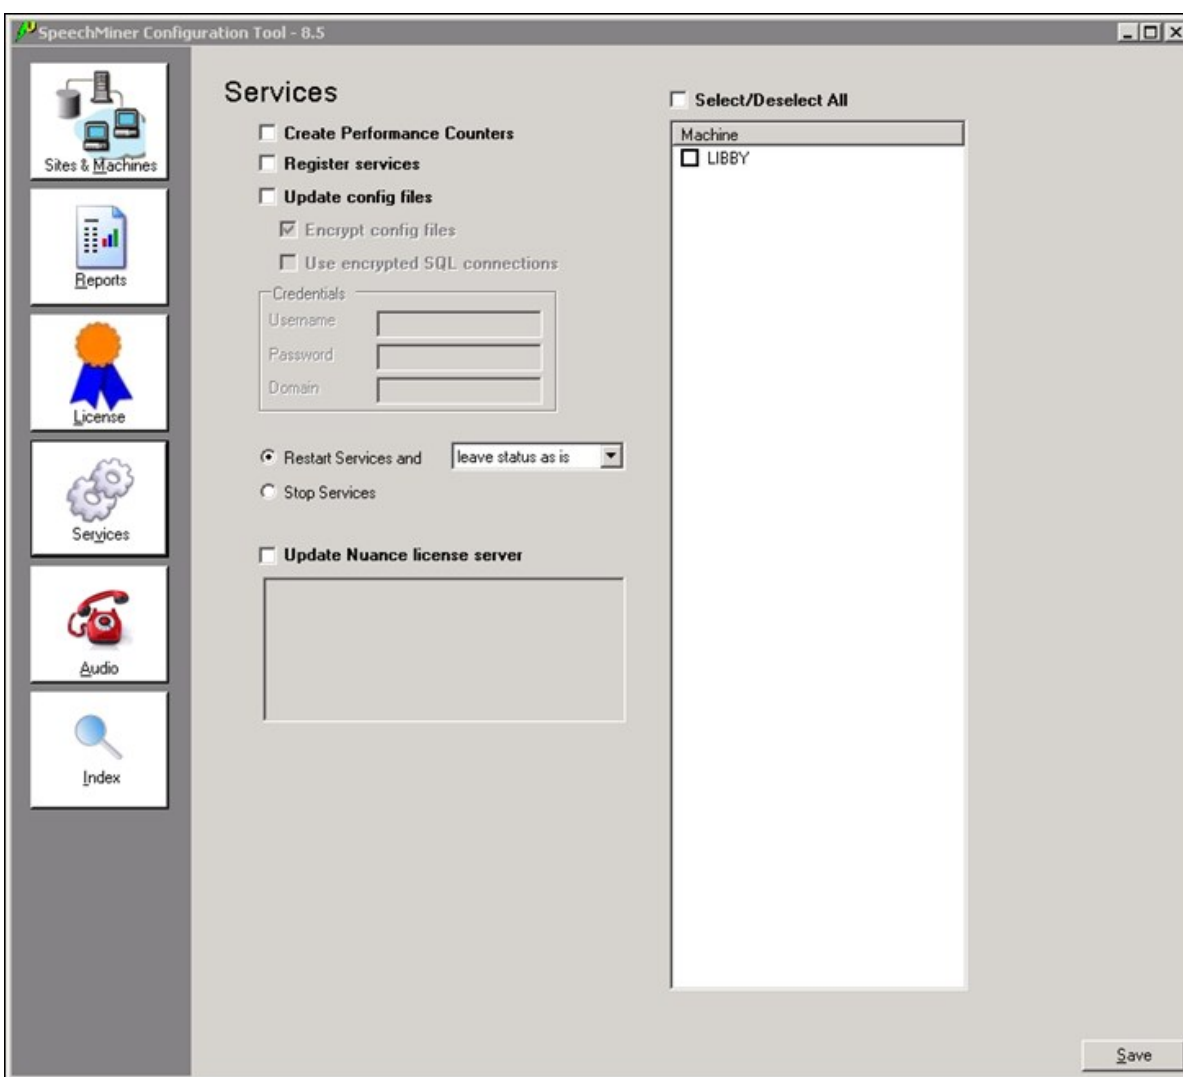 SpeechMiner Configuration Tool - 8.5
Sites & Machines
Reports
License
Services
Audio
Index
Services
Create Performance Counters
Register services
Update config files
Encrypt config files
Use encrypted SQL connections
Credentials
Username
Password
Domain
Restart Services and leave status as is
Stop Services
Update Nuance license server
Select/Deselect All
Machine
LIBBY
Save